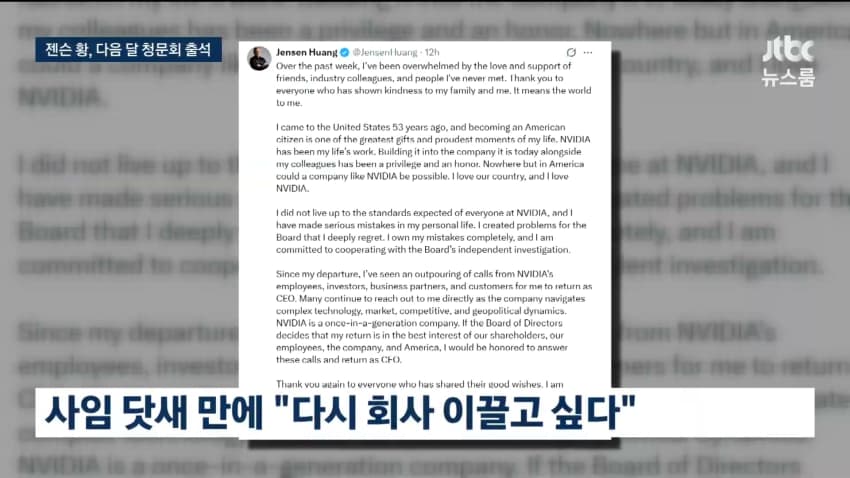 젠슨 황, 다음 달 청문회 출석
jtbc
뉴스룸
Jensen Huang @JensenHuang · 12h
Over the past week, I've been overwhelmed by the love and support of
friends, industry colleagues, and people I've never met. Thank you to
everyone who has shown kindness to my family and me. It means the world
to me.
I came to the United States 53 years ago, and becoming an American
citizen is one of the greatest gifts and proudest moments of my life. NVIDIA
has been my life's work. Building it into the company it is today alongside
my colleagues has been a privilege and an honor. Nowhere but in America
could a company like NVIDIA be possible. I love our country, and I love
NVIDIA.
I did not live up to the standards expected of everyone at NVIDIA, and I
have made serious mistakes in my personal life. I created problems for the
Board that I deeply regret. I own my mistakes completely, and I am
committed to cooperating with the Board's independent investigation.
Since my departure, I've seen an outpouring of calls from NVIDIA's
employees, investors, business partners, and customers for me to return as
CEO. Many continue to reach out to me directly as the company navigates
complex technology, market, competitive, and geopolitical dynamics.
NVIDIA is a once-in-a-generation company. If the Board of Directors
decides that my return is in the best interest of our shareholders, our
employees, the company, and America, I would be honored to answer
these calls and return as CEO.
Thank you again to everyone who has shared their good wishes. I am
사임 닷새 만에 "다시 회사 이끌고 싶다"